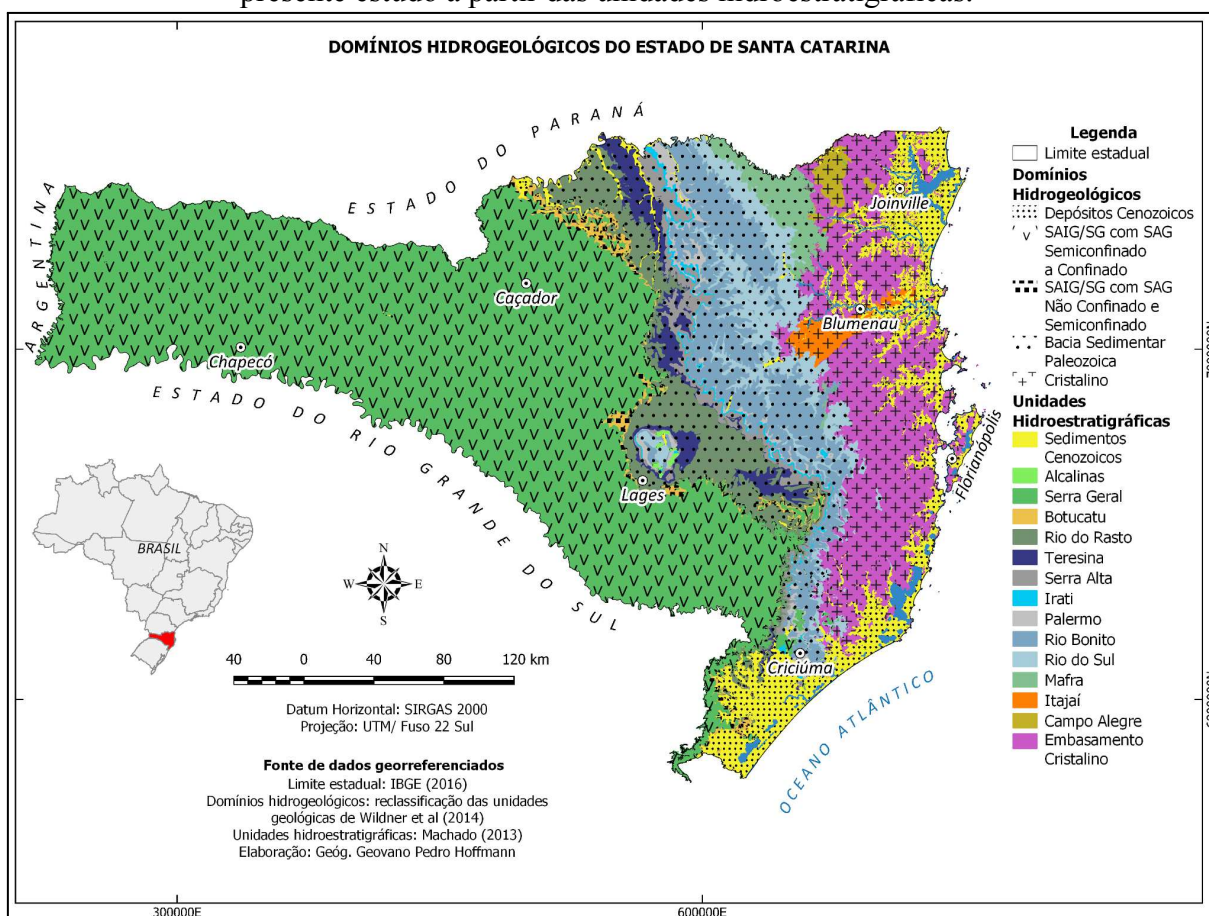 presente estudo a partir das unidades hidroestratigráficas.
DOMÍNIOS HIDROGEOLÓGICOS DO ESTADO DE SANTA CATARINA
ESTADO DO PARANÁ
ARGENTINA
Joinville
Caçador
Blumenau
Chapecó
ESTADO DO RIO GRANDE DO SUL
Florianópolis
Lages
BRASIL
N
W E
S
Criciúma
OCEANO ATLÂNTICO
40 0 40 80 120 km
Datum Horizontal: SIRGAS 2000
Projeção: UTM/ Fuso 22 Sul
Fonte de dados georreferenciados
Limite estadual: IBGE (2016)
Domínios hidrogeológicos: reclassificação das unidades
geológicas de Wildner et al (2014)
Unidades hidroestratigráficas: Machado (2013)
Elaboração: Geóg. Geovano Pedro Hoffmann
Legenda
Limite estadual
Domínios
Hidrogeológicos
Depósitos Cenozoicos
SAIG/SG com SAG
Semiconfinado
a Confinado
SAIG/SG com SAG
Não Confinado e
Semiconfinado
Bacia Sedimentar
Paleozoica
Cristalino
Unidades
Hidroestratigráficas
Sedimentos
Cenozoicos
Alcalinas
Serra Geral
Botucatu
Rio do Rasto
Teresina
Serra Alta
Irati
Palermo
Rio Bonito
Rio do Sul
Mafra
Itajaí
Campo Alegre
Embasamento
Cristalino
300000E
600000E